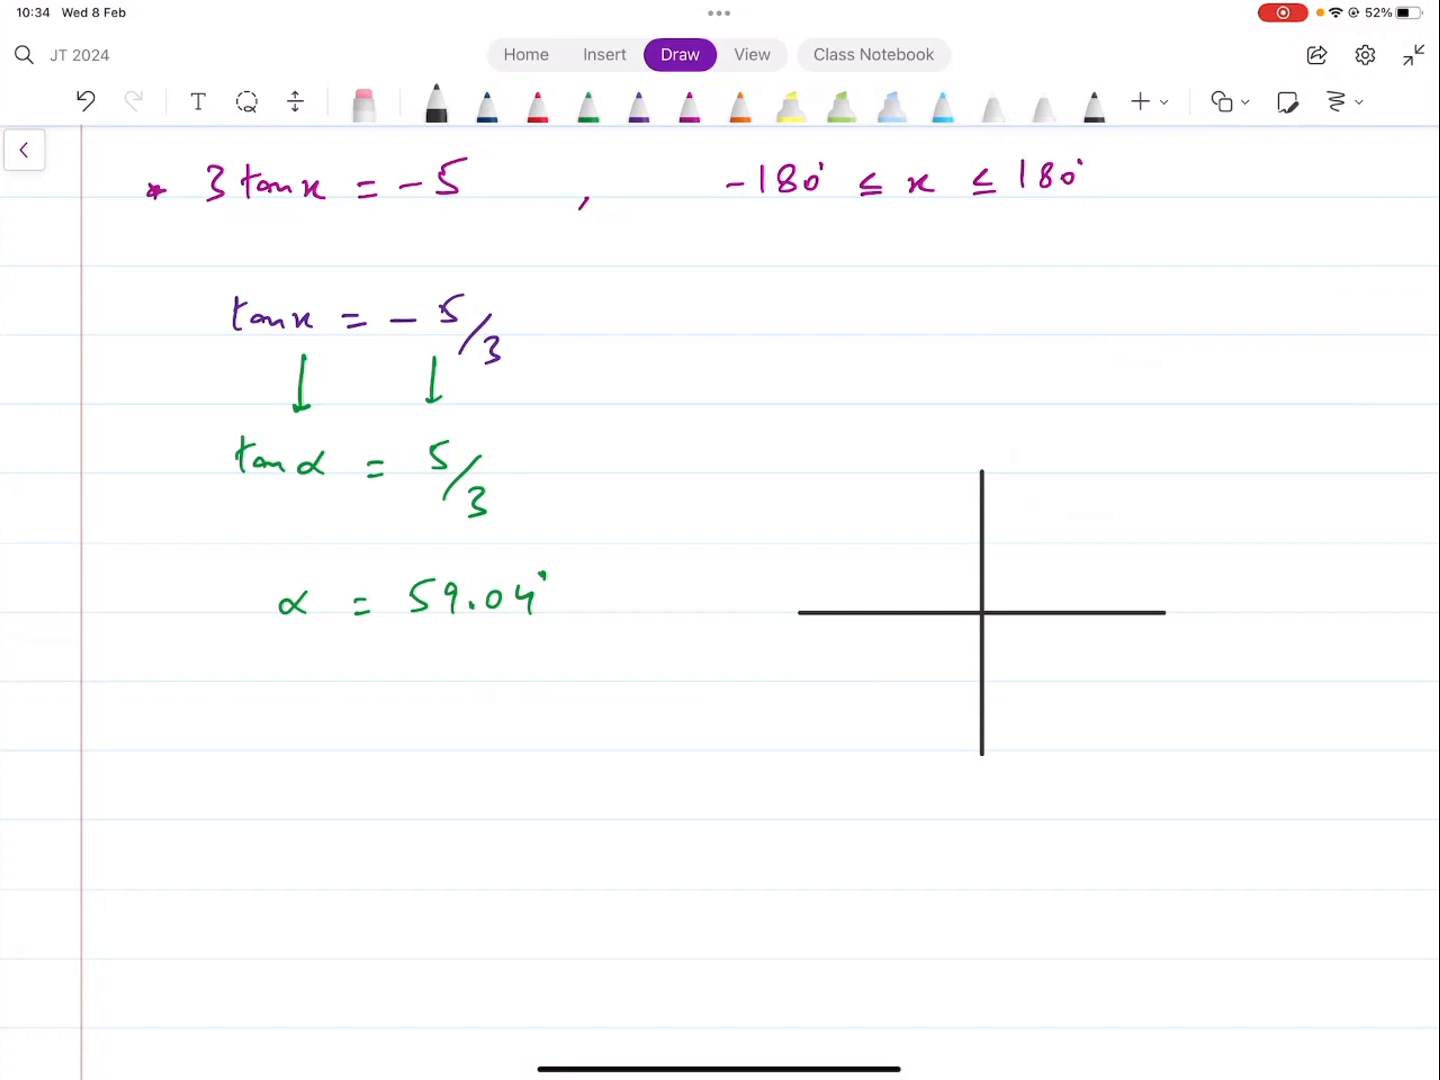 10:34 Wed 8 Feb
52%
JT 2024
Home Insert Draw View Class Notebook
T
* 3 tan x = -5 , -180° ≤ x ≤ 180°
tan x = - 5/3
↓ ↓
tan α = 5/3
α = 59.04°